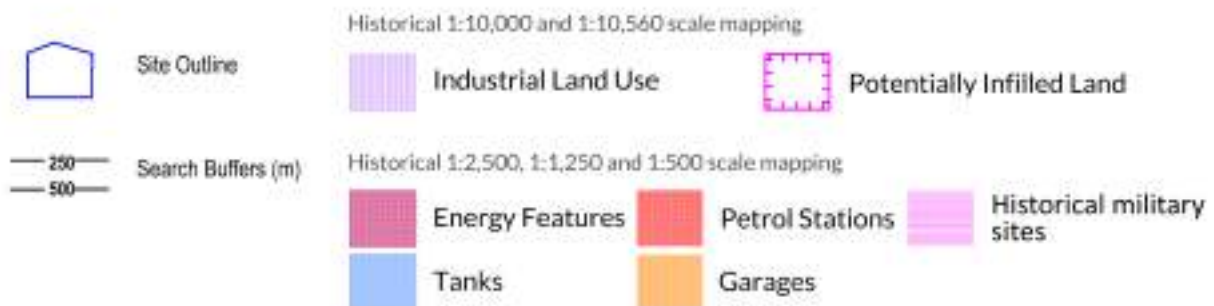 Historical 1:10,000 and 1:10,560 scale mapping
Site Outline
Industrial Land Use
Potentially Infilled Land
250
500
Search Buffers (m)
Historical 1:2,500, 1:1,250 and 1:500 scale mapping
Energy Features
Petrol Stations
Historical military
sites
Tanks
Garages